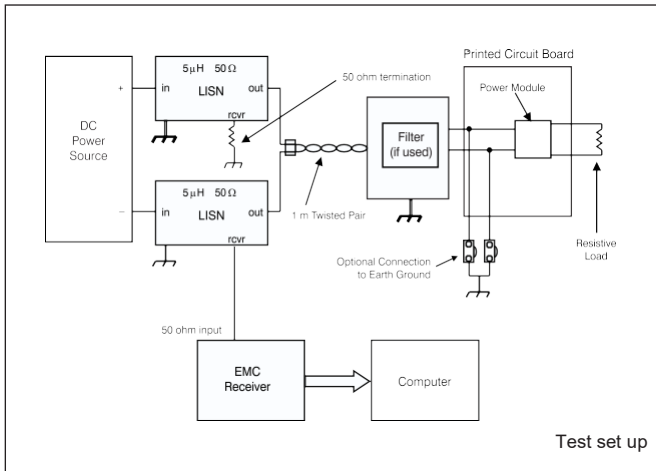 Printed Circuit Board
5µH 50Ω
LISN
in
out
rcvr
+
50 ohm termination
Power Module
DC
Power
Source
Filter
(if used)
5µH 50Ω
LISN
in
out
rcvr
–
1 m Twisted Pair
Optional Connection
to Earth Ground
Resistive
Load
50 ohm input
EMC
Receiver
Computer
Test set up